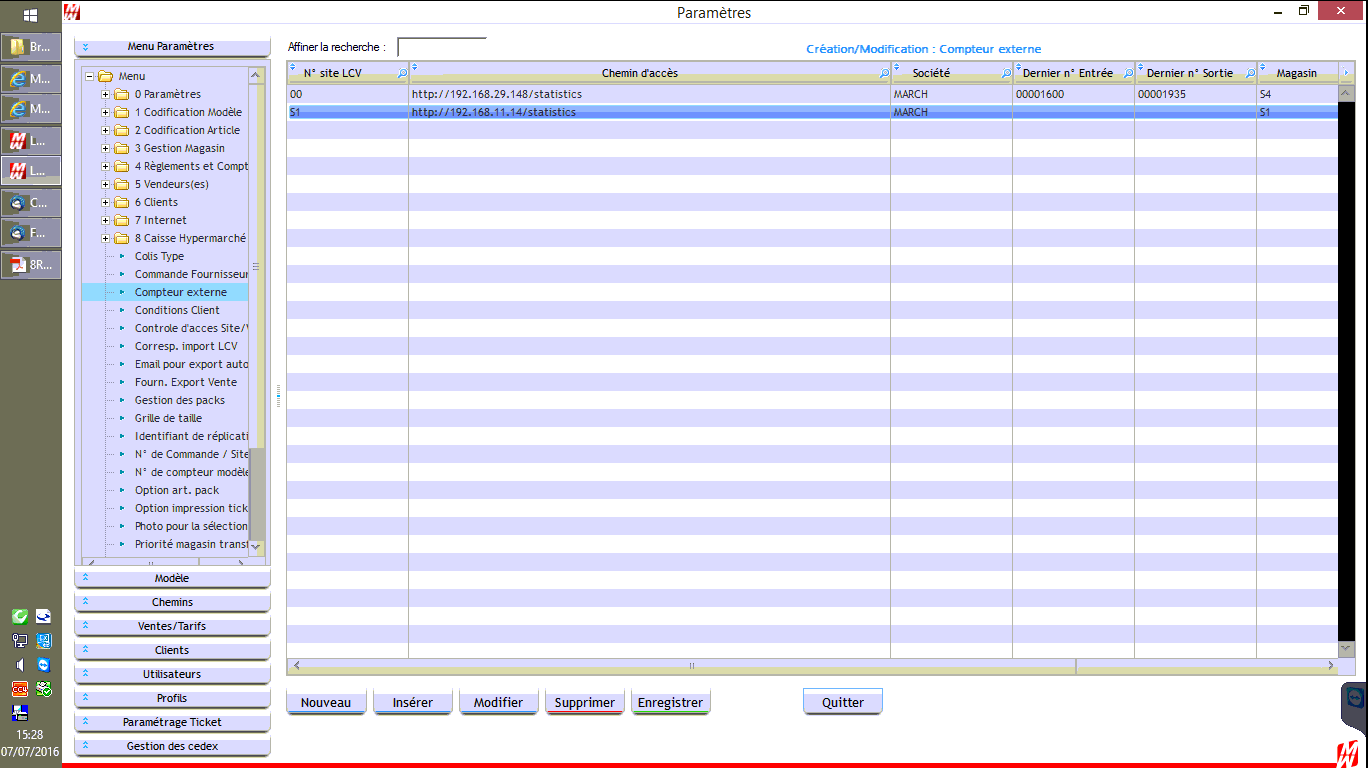 Paramètres
Br...
M...
M...
L...
L...
C...
F...
8R...
15:28
07/07/2016
Menu Paramètres
Menu
0 Paramètres
1 Codification Modèle
2 Codification Article
3 Gestion Magasin
4 Règlements et Compt
5 Vendeurs(es)
6 Clients
7 Internet
8 Caisse Hypermarché
Colis Type
Commande Fournisseur
Compteur externe
Conditions Client
Controle d'acces Site/V
Corresp. import LCV
Email pour export auto
Fourn. Export Vente
Gestion des packs
Grille de taille
Identifiant de réplicati
N° de Commande / Site
N° de compteur modèle
Option art. pack
Option impression tick
Photo pour la sélection
Priorité magasin transf
Modèle
Chemins
Ventes/Tarifs
Clients
Utilisateurs
Profils
Paramétrage Ticket
Gestion des cedex
Affiner la recherche :
Création/Modification : Compteur externe
N° site LCV Chemin d'accès Société Dernier n° Entrée Dernier n° Sortie Magasin
00 http://192.168.29.148/statistics MARCH 00001600 00001935 S4
S1 http://192.168.11.14/statistics MARCH S1
Nouveau Insérer Modifier Supprimer Enregistrer Quitter